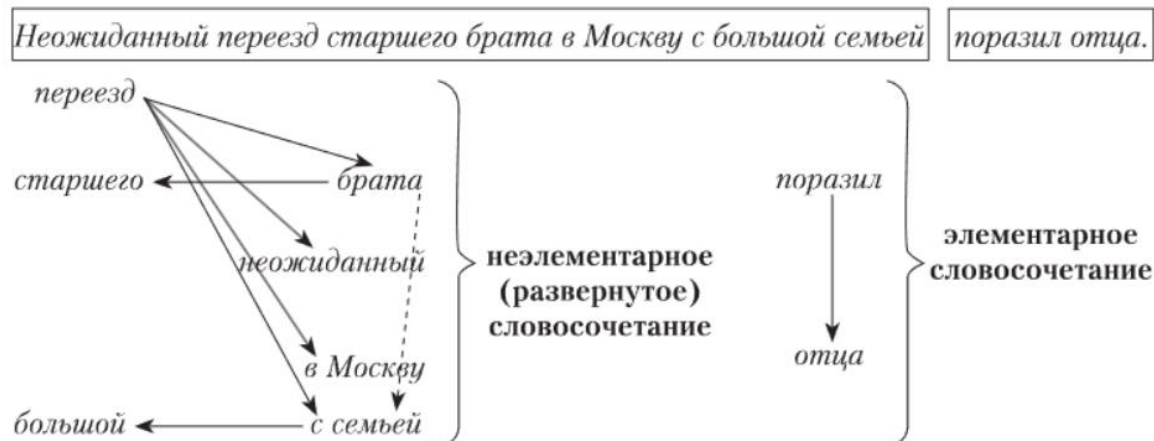 Неожиданный переезд старшего брата в Москву с большой семьей поразил отца.
переезд
старшего брата
поразил
неожиданный
неэлементарное
(развернутое)
словосочетание
элементарное
словосочетание
в Москву
отца
большой с семьей